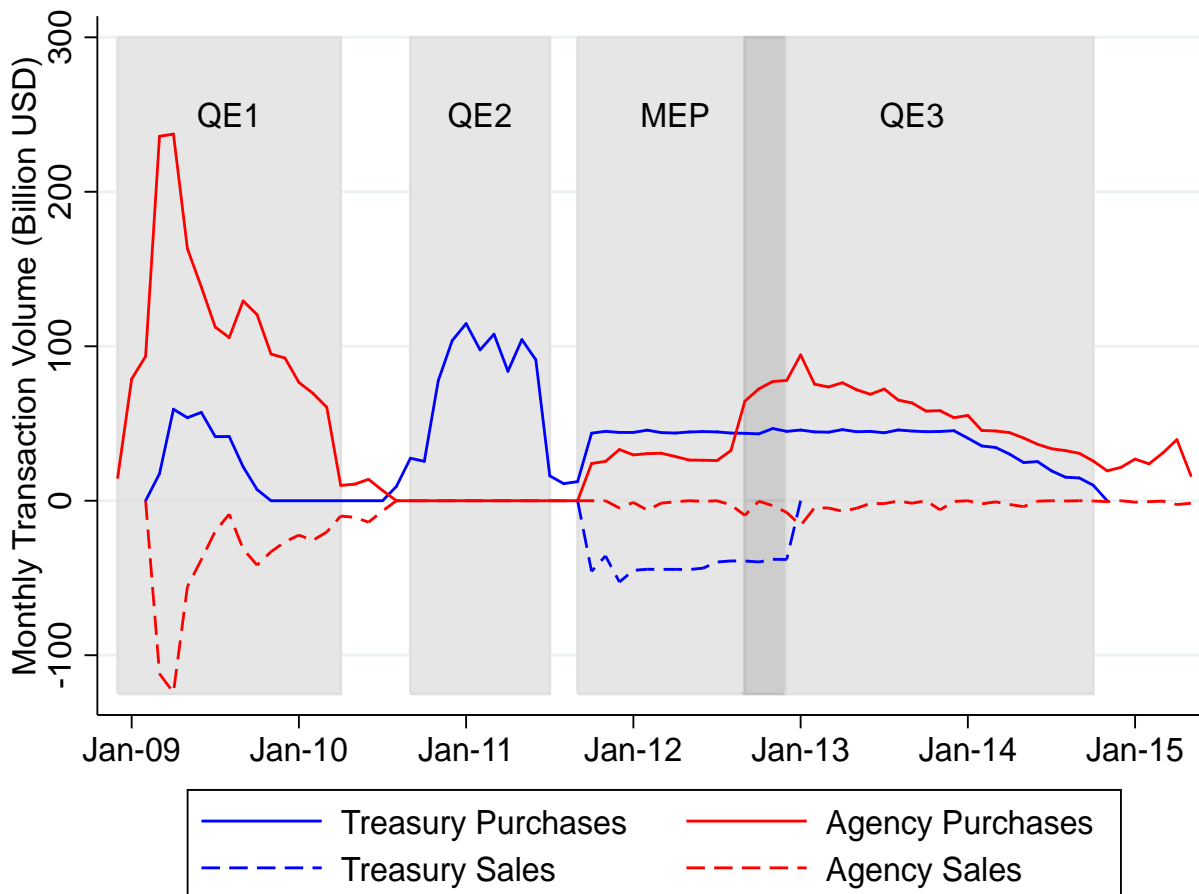 Monthly Transaction Volume (Billion USD)
300
200
100
0
-100
QE1 QE2 MEP QE3
Jan-09 Jan-10 Jan-11 Jan-12 Jan-13 Jan-14 Jan-15
Treasury Purchases Agency Purchases
Treasury Sales Agency Sales